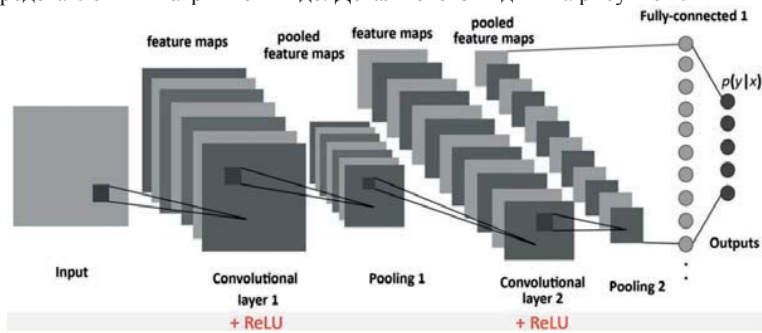 Fully-connected 1
feature maps
pooled
feature maps
feature maps
pooled
feature maps
p(y|x)
Input
Convolutional
layer 1
Pooling 1
Convolutional
layer 2
Pooling 2
Outputs
+ ReLU
+ ReLU